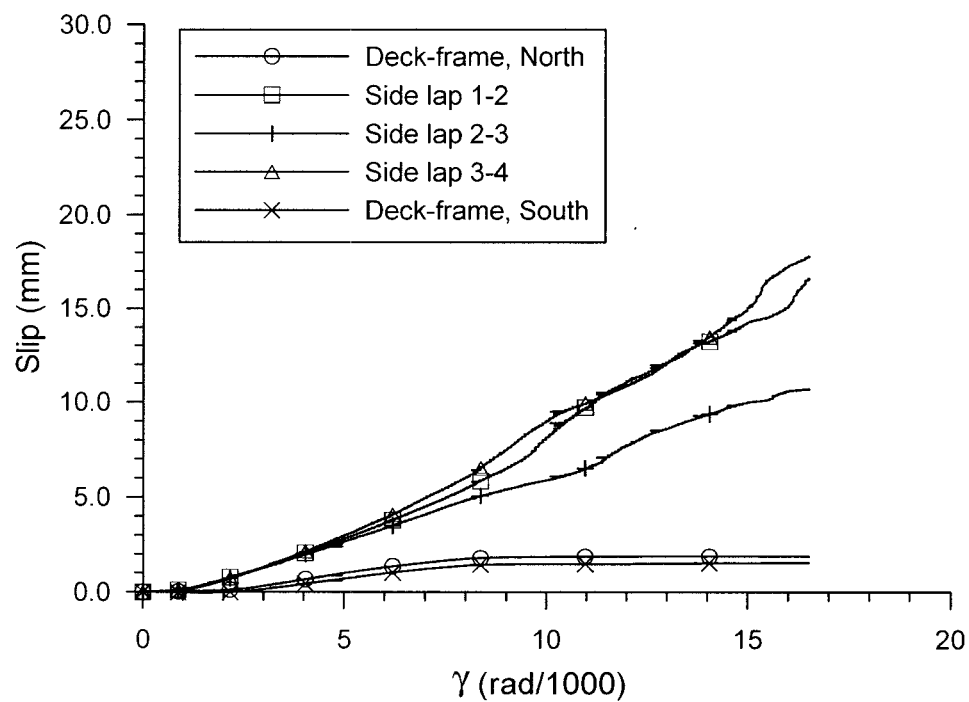 30.0
25.0
20.0
15.0
10.0
5.0
0.0
Slip (mm)
Deck-frame, North
Side lap 1-2
Side lap 2-3
Side lap 3-4
Deck-frame, South
0 5 10 15 20
γ (rad/1000)